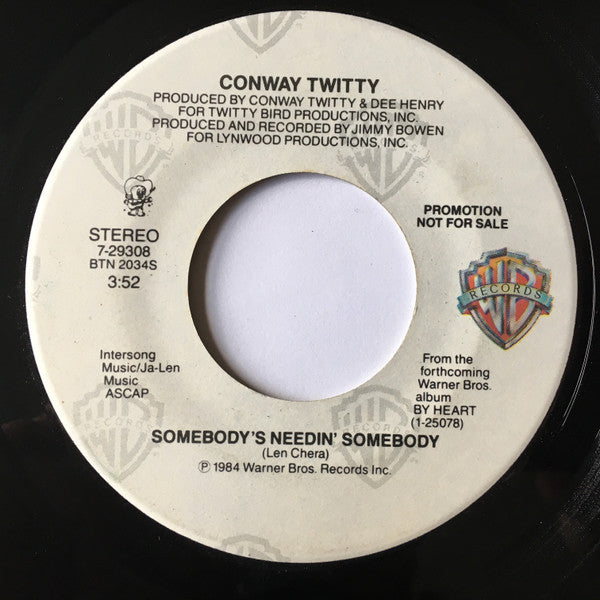 CONWAY TWITTY
PRODUCED BY CONWAY TWITTY & DEE HENRY
FOR TWITTY BIRD PRODUCTIONS, INC.
PRODUCED AND RECORDED BY JIMMY BOWEN
FOR LYNWOOD PRODUCTIONS, INC.
STEREO
7-29308
BTN 2034S
3:52
PROMOTION
NOT FOR SALE
RECORDS
Intersong
Music/Ja-Len
Music
ASCAP
From the
forthcoming
Warner Bros.
album
BY HEART
(1-25078)
SOMEBODY'S NEEDIN' SOMEBODY
(Len Chera)
Ⓟ 1984 Warner Bros. Records Inc.